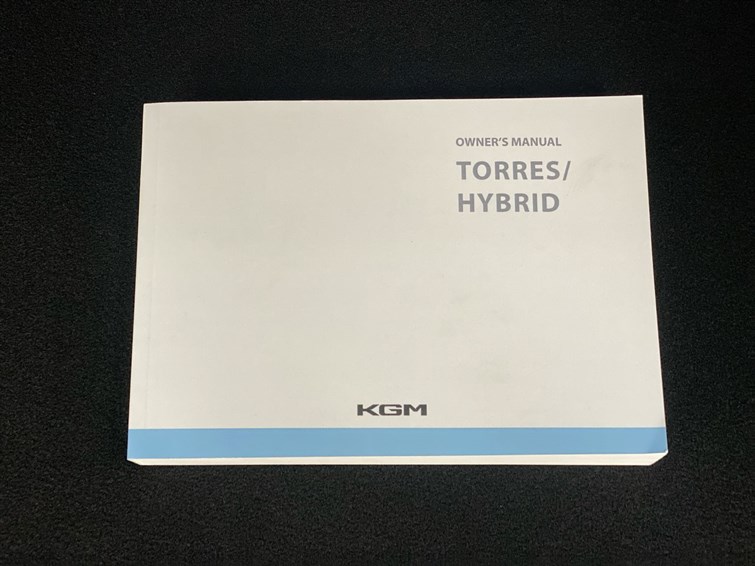 OWNER'S MANUAL
TORRES/
HYBRID
KGM